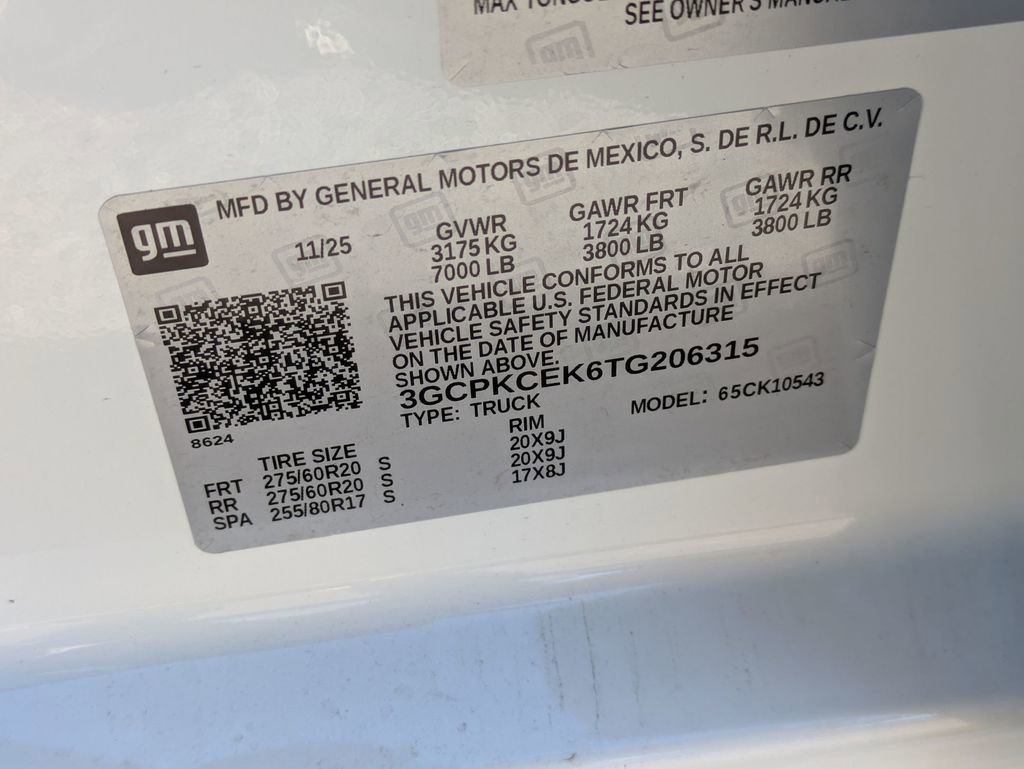 MAX TONGUE
SEE OWNER'S MANUAL
MFD BY GENERAL MOTORS DE MEXICO, S. DE R.L. DE C.V.
gm
11/25
GVWR
3175 KG
7000 LB
GAWR FRT
1724 KG
3800 LB
GAWR RR
1724 KG
3800 LB
THIS VEHICLE CONFORMS TO ALL
APPLICABLE U.S. FEDERAL MOTOR
VEHICLE SAFETY STANDARDS IN EFFECT
ON THE DATE OF MANUFACTURE
SHOWN ABOVE.
3GCPKCEK6TG206315
TYPE: TRUCK
MODEL: 65CK10543
8624
TIRE SIZE RIM
FRT 275/60R20 S 20X9J
RR 275/60R20 S 20X9J
SPA 255/80R17 S 17X8J